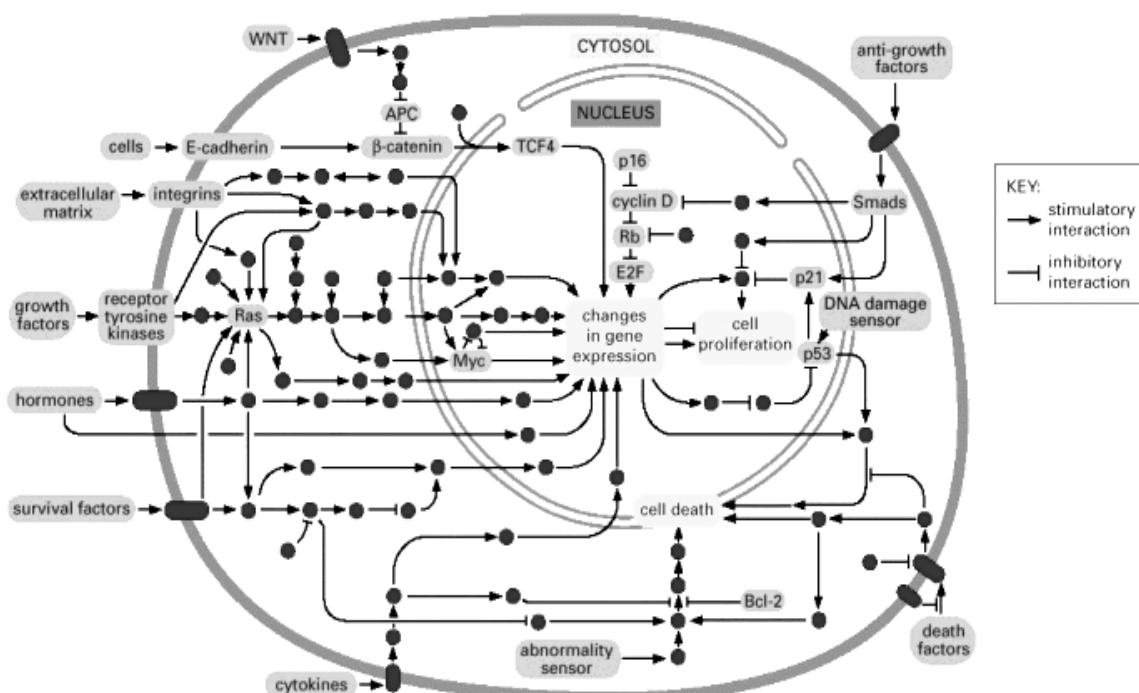 WNT
CYTOSOL
anti-growth
factors
NUCLEUS
APC
cells
E-cadherin
β-catenin
TCF4
p16
extracellular
matrix
integrins
cyclin D
Smads
KEY:
stimulatory
interaction
inhibitory
interaction
Rb
E2F
p21
growth
factors
receptor
tyrosine
kinases
Ras
changes
in gene
expression
cell
proliferation
DNA damage
sensor
p53
Myc
hormones
survival factors
cell death
Bcl-2
abnormality
sensor
death
factors
cytokines